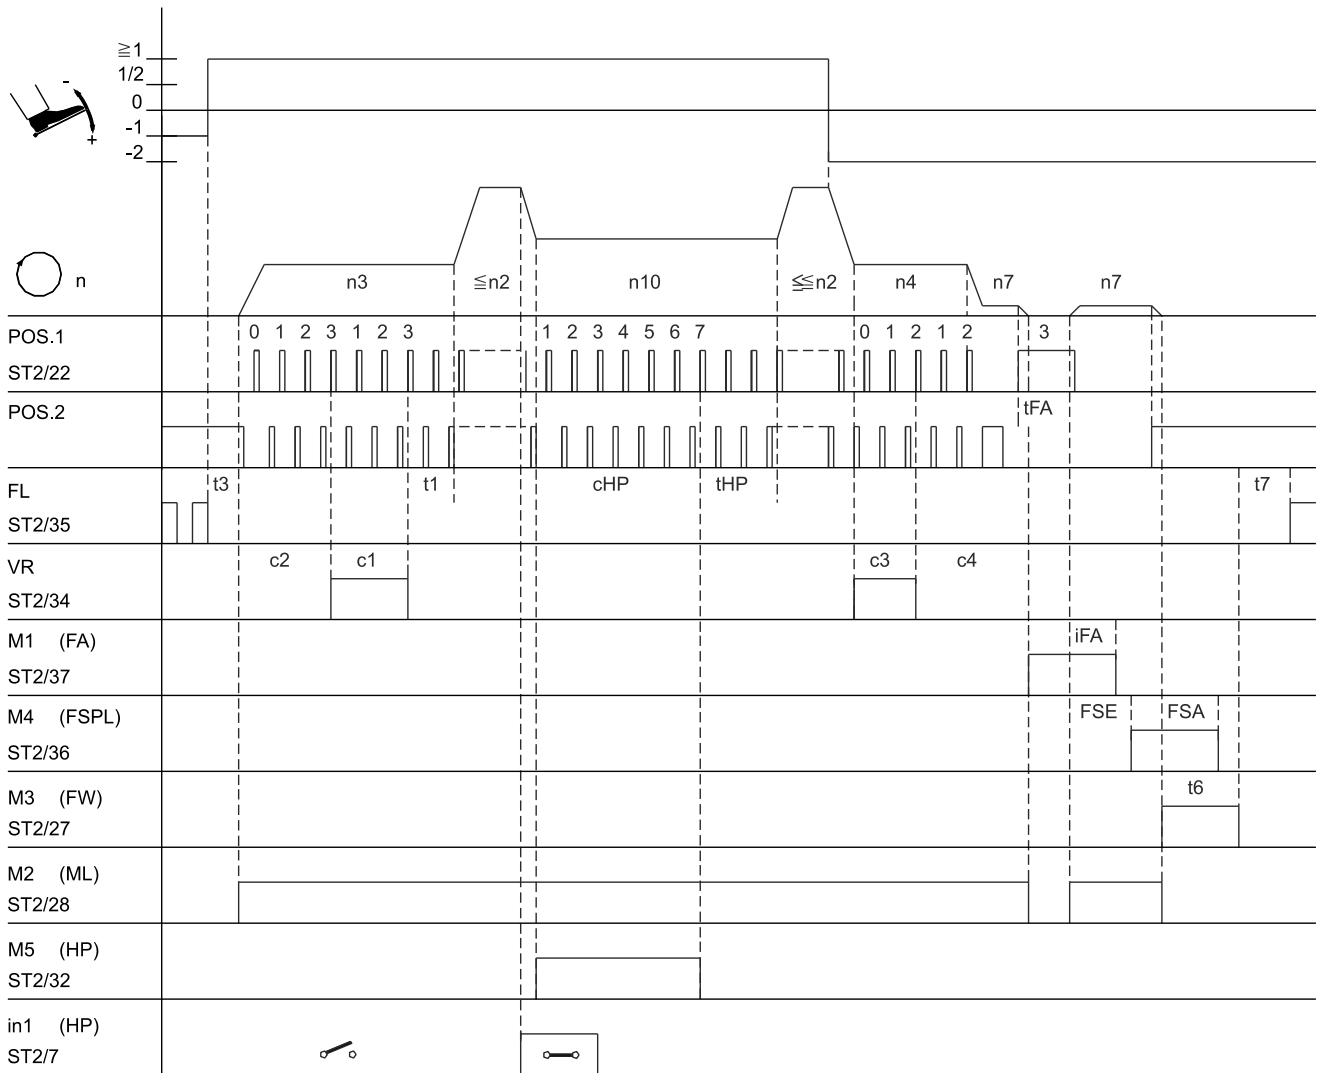 ≧1
1/2
0
-1
-2
-
+
n
n3
≦n2
n10
≦≦n2
n4
n7
n7
POS.1
ST2/22
0 1 2 3 1 2 3
1 2 3 4 5 6 7
0 1 2 1 2
3
POS.2
tFA
FL
ST2/35
t3
t1
cHP
tHP
t7
VR
ST2/34
c2
c1
c3
c4
M1 (FA)
ST2/37
iFA
M4 (FSPL)
ST2/36
FSE
FSA
M3 (FW)
ST2/27
t6
M2 (ML)
ST2/28
M5 (HP)
ST2/32
in1 (HP)
ST2/7